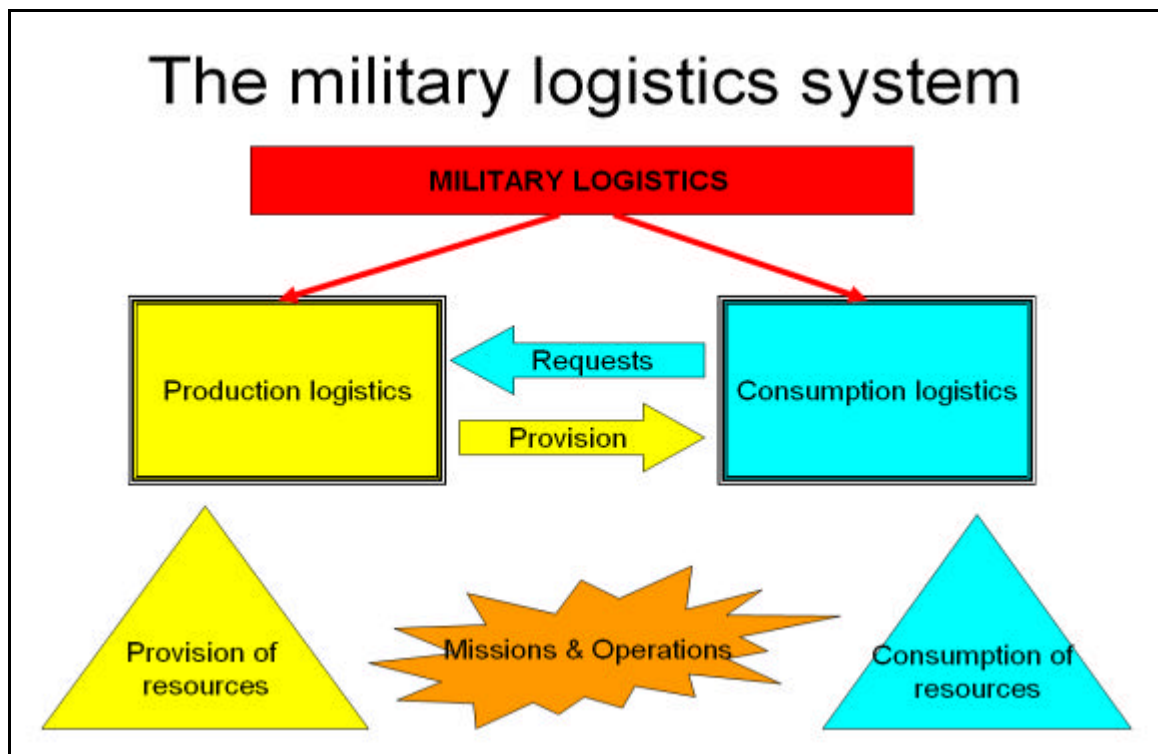 The military logistics system
MILITARY LOGISTICS
Production logistics
Requests
Provision
Consumption logistics
Provision of
resources
Missions & Operations
Consumption of
resources